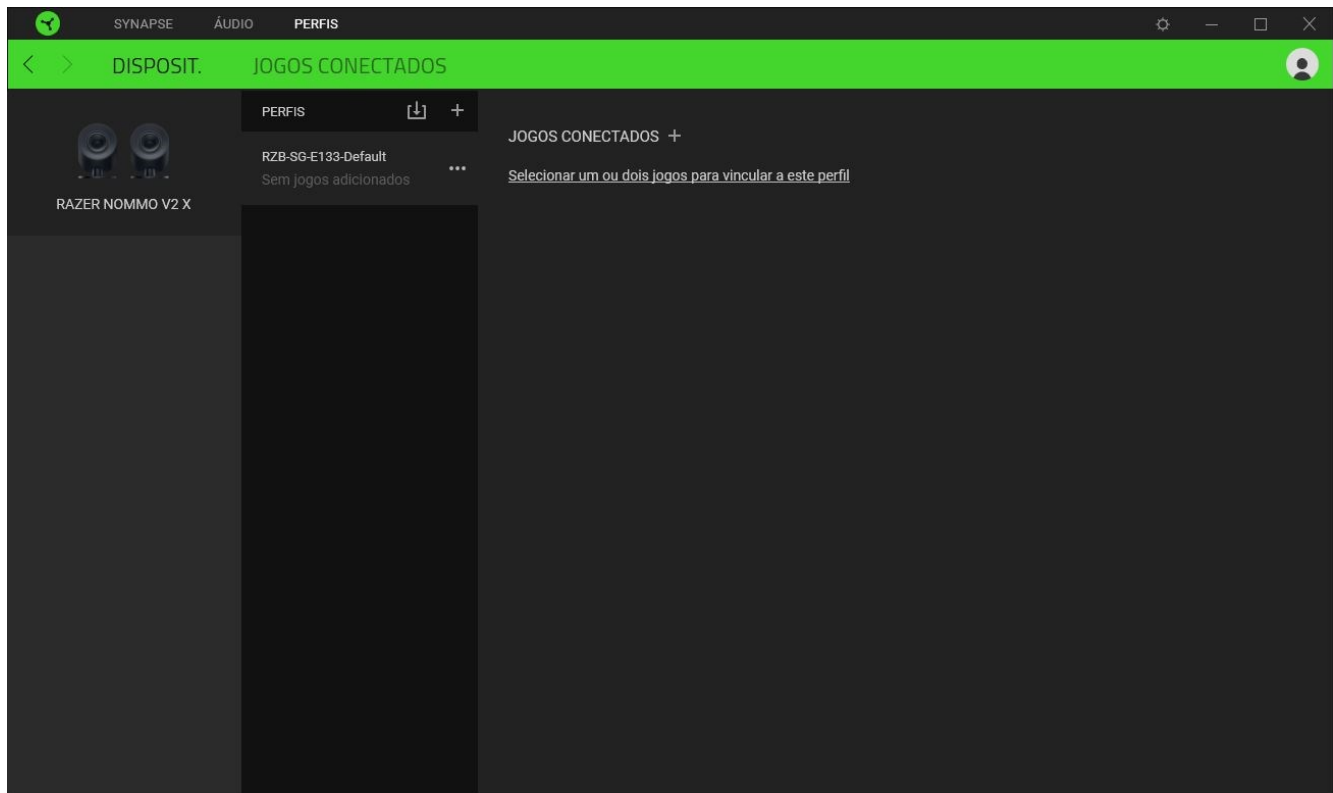 SYNAPSE ÁUDIO PERFIS
DISPOSIT. JOGOS CONECTADOS
RAZER NOMMO V2 X
PERFIS
RZB-SG-E133-Default
Sem jogos adicionados
JOGOS CONECTADOS
Selecionar um ou dois jogos para vincular a este perfil